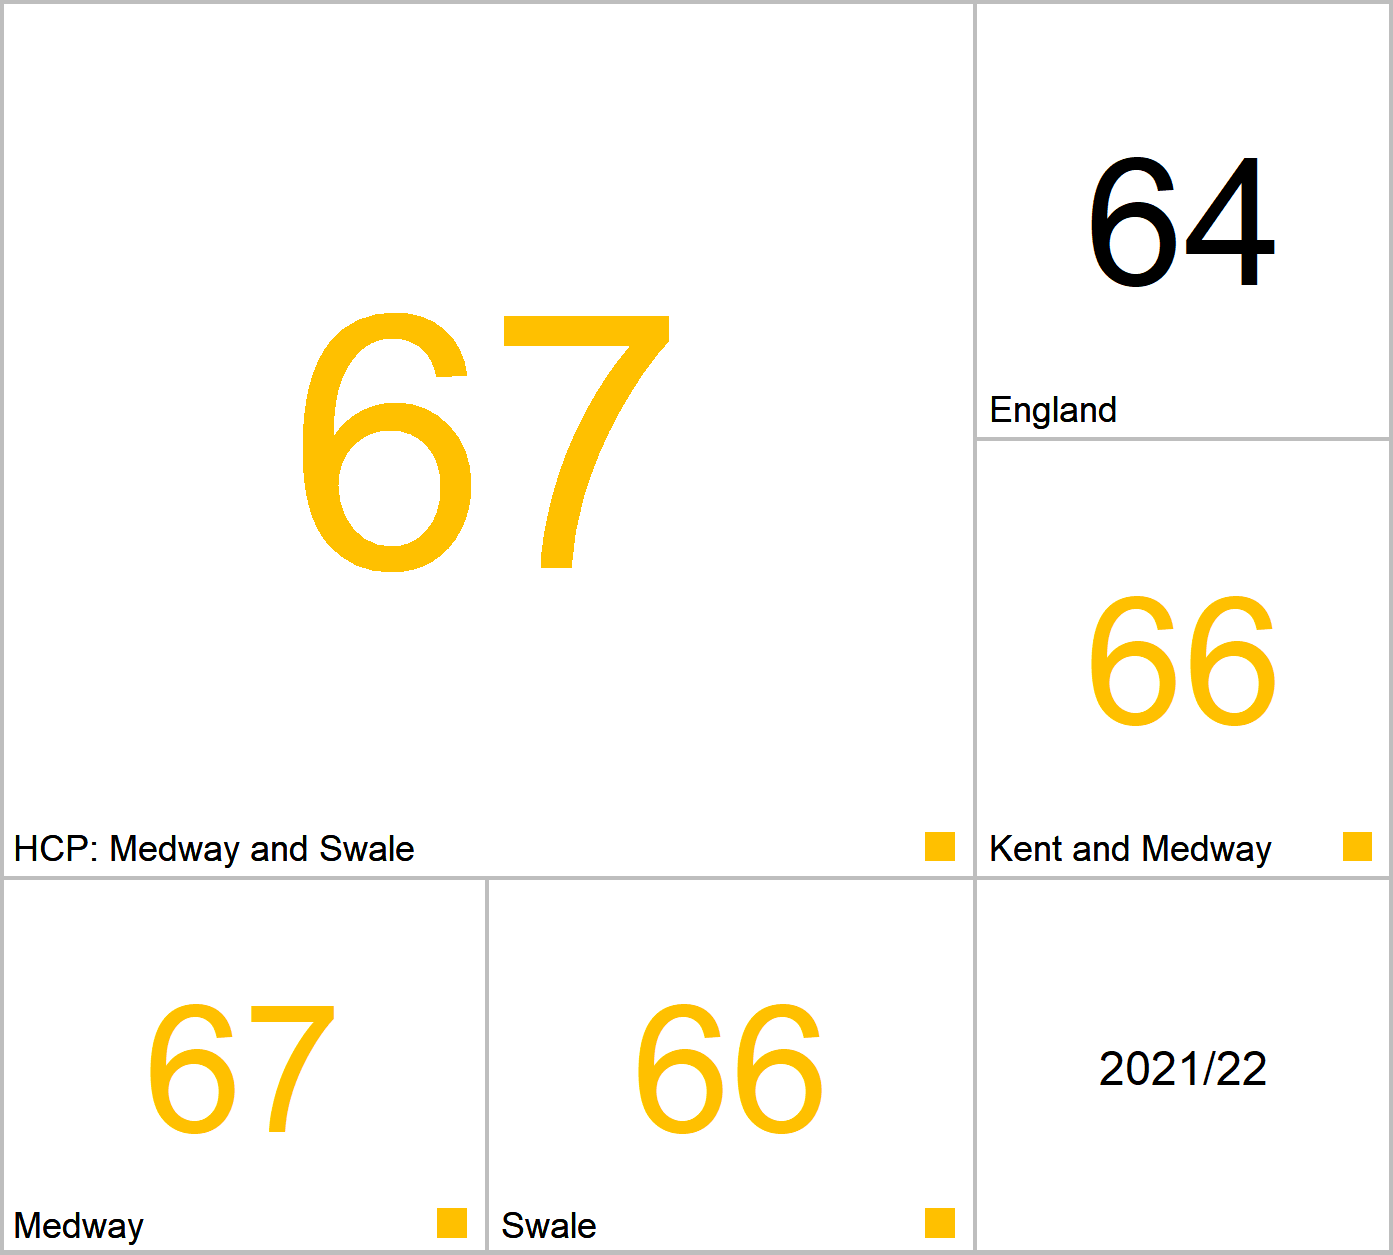 67
HCP: Medway and Swale
64
England
66
Kent and Medway
67
Medway
66
Swale
2021/22